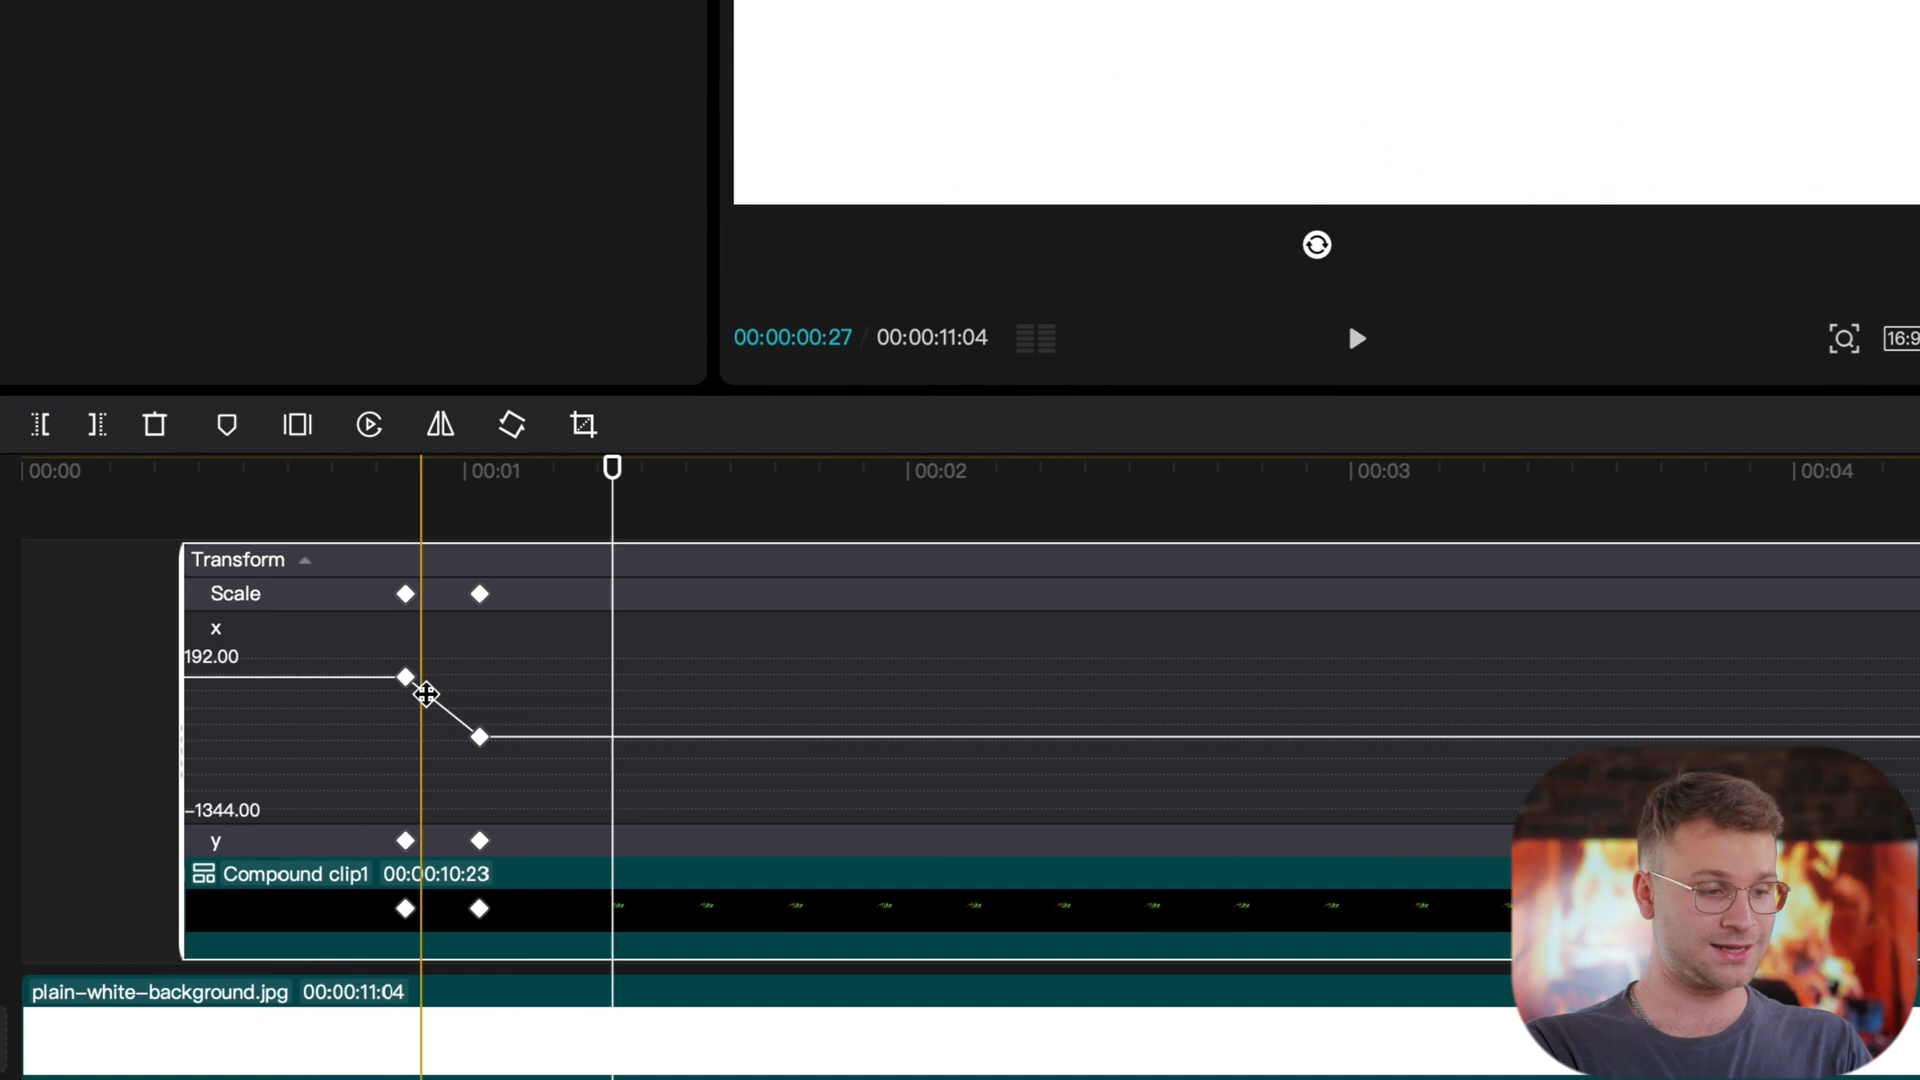 00:00:00:27 / 00:00:11:04
16:9
00:00 00:01 00:02 00:03 00:04
Transform
Scale
x
192.00
-1344.00
y
Compound clip1 00:00:10:23
plain-white-background.jpg 00:00:11:04